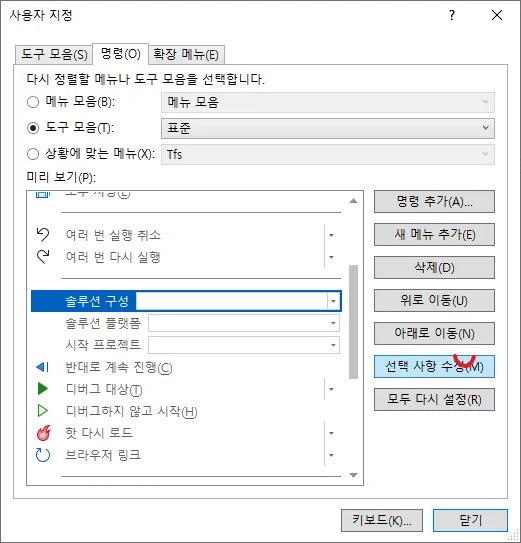 사용자 지정
도구 모음(S) 명령(O) 확장 메뉴(E)
다시 정렬할 메뉴나 도구 모음을 선택합니다.
메뉴 모음(B): 메뉴 모음
도구 모음(T): 표준
상황에 맞는 메뉴(X): Tfs
미리 보기(P):
명령 추가(A)...
여러 번 실행 취소
새 메뉴 추가(E)
여러 번 다시 실행
삭제(D)
솔루션 구성
위로 이동(U)
솔루션 플랫폼
아래로 이동(N)
시작 프로젝트
반대로 계속 진행(C)
선택 사항 수정(M)
디버그 대상(T)
디버그하지 않고 시작(H)
모두 다시 설정(R)
핫 다시 로드
브라우저 링크
키보드(K)... 닫기